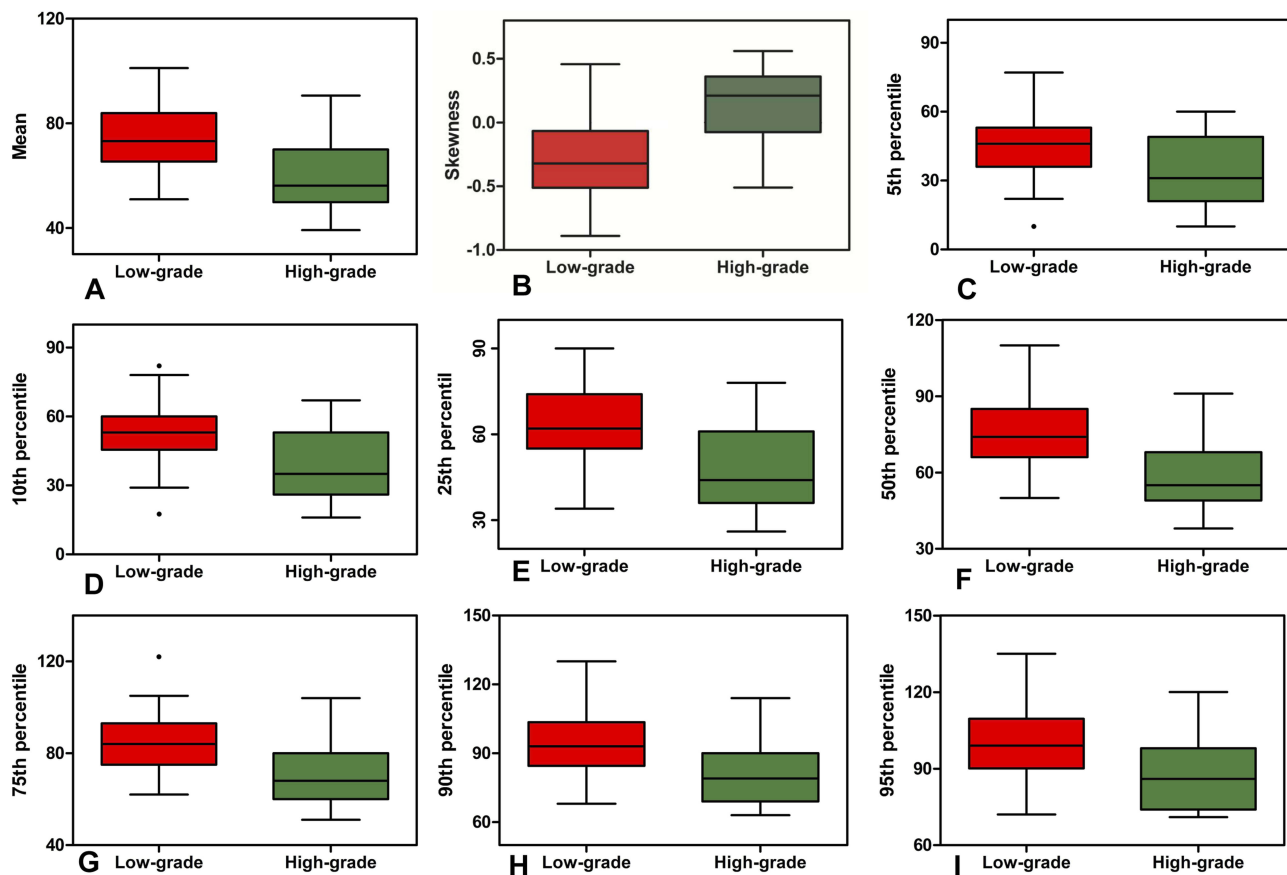 120
80
40
Mean
Low-grade
High-grade
A
0.5
0.0
-0.5
-1.0
Skewness
Low-grade
High-grade
B
90
60
30
0
5th percentile
Low-grade
High-grade
C
90
60
30
0
10th percentile
Low-grade
High-grade
D
90
60
30
25th percentil
Low-grade
High-grade
E
120
90
60
30
50th percentile
Low-grade
High-grade
F
120
80
40
75th percentile
Low-grade
High-grade
G
150
120
90
60
90th percentile
Low-grade
High-grade
H
150
120
90
60
95th percentile
Low-grade
High-grade
I